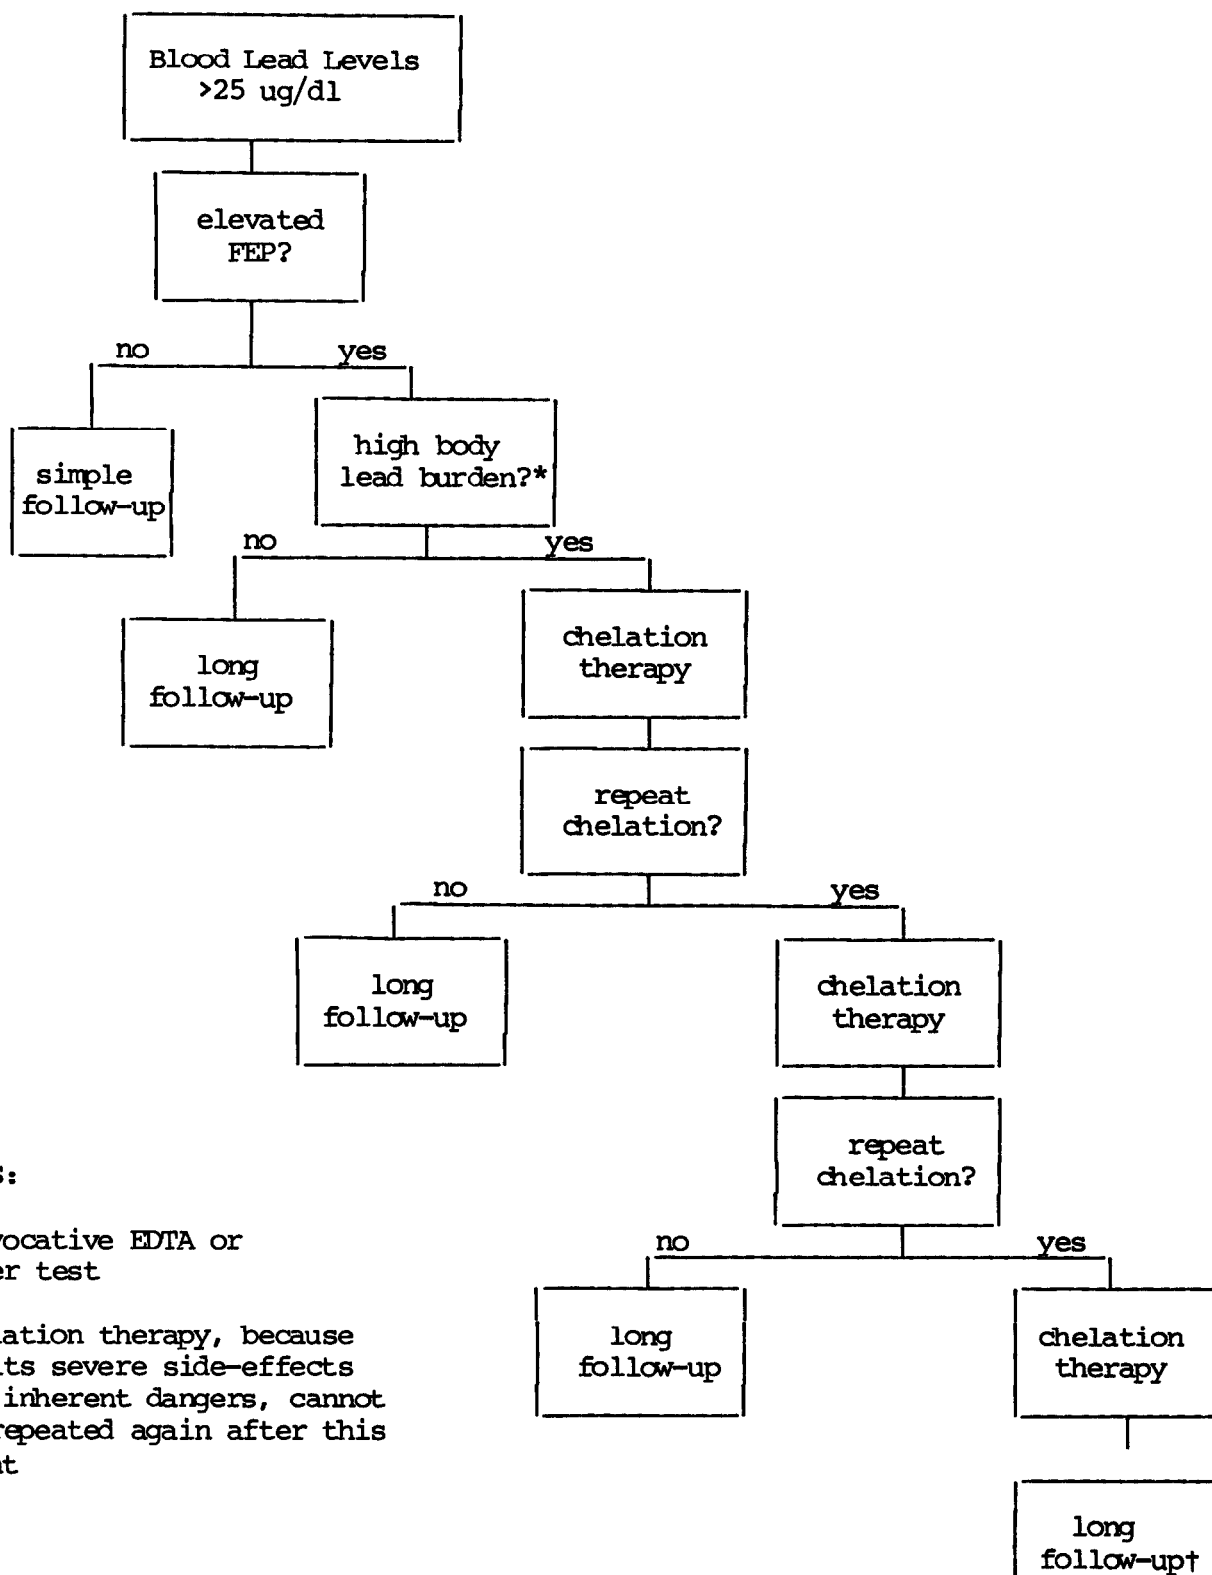 Blood Lead Levels
>25 ug/dl
elevated
FEP?
no
yes
simple
follow-up
high body
lead burden?*
no
yes
long
follow-up
chelation
therapy
repeat
chelation?
no
yes
long
follow-up
chelation
therapy
repeat
chelation?
no
yes
long
follow-up
chelation
therapy
long
follow-up†
S:
vocative EDTA or
er test
lation therapy, because
its severe side-effects
inherent dangers, cannot
repeated again after this
nt